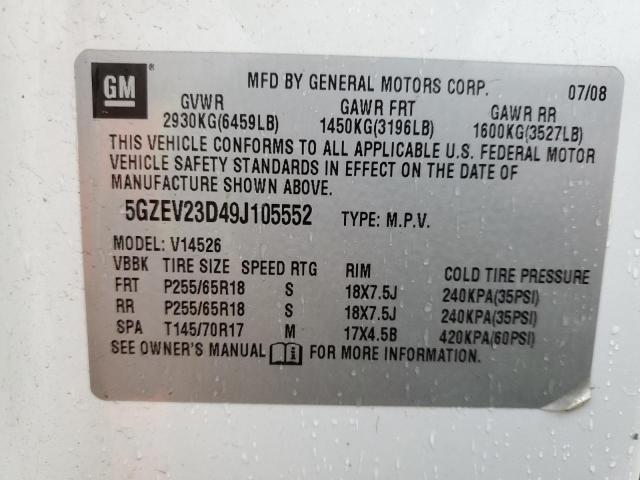 GM ® MFD BY GENERAL MOTORS CORP. 07/08
GVWR GAWR FRT GAWR RR
2930KG(6459LB) 1450KG(3196LB) 1600KG(3527LB)
THIS VEHICLE CONFORMS TO ALL APPLICABLE U.S. FEDERAL MOTOR
VEHICLE SAFETY STANDARDS IN EFFECT ON THE DATE OF
MANUFACTURE SHOWN ABOVE.
5GZEV23D49J105552 TYPE: M.P.V.
MODEL: V14526
VBBK TIRE SIZE SPEED RTG RIM COLD TIRE PRESSURE
FRT P255/65R18 S 18X7.5J 240KPA(35PSI)
RR P255/65R18 S 18X7.5J 240KPA(35PSI)
SPA T145/70R17 M 17X4.5B 420KPA(60PSI)
SEE OWNER'S MANUAL FOR MORE INFORMATION.